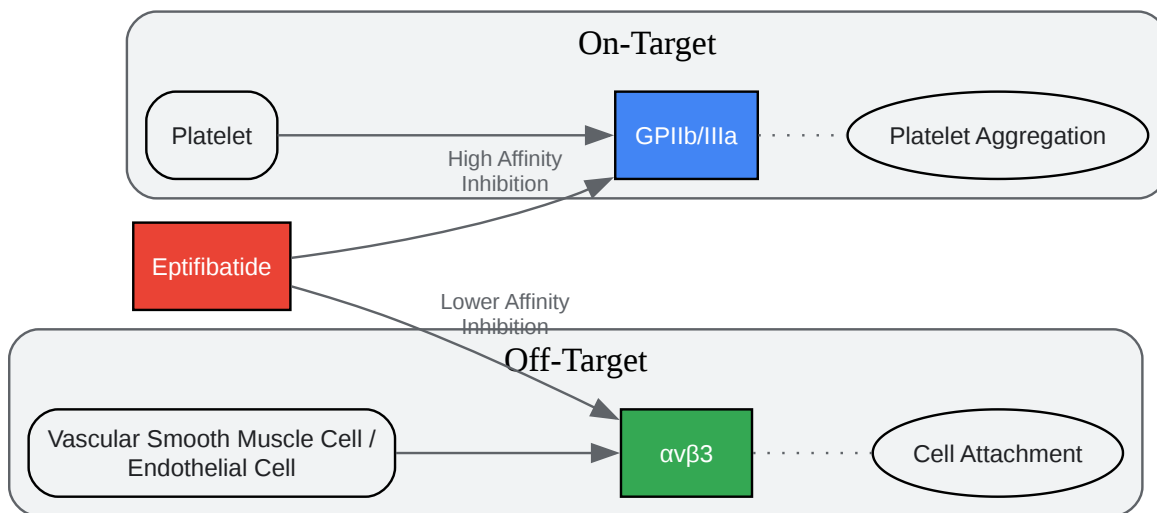 On-Target
Platelet
GPIIb/IIIa
Platelet Aggregation
High Affinity
Inhibition
Eptifibatide
Lower Affinity
Inhibition
Off-Target
Vascular Smooth Muscle Cell /
Endothelial Cell
αvβ3
Cell Attachment